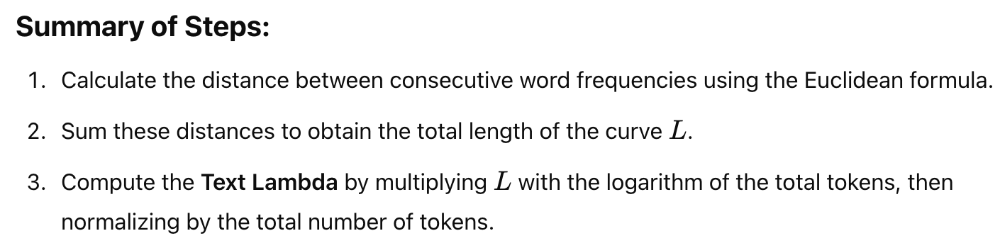 Summary of Steps:
1. Calculate the distance between consecutive word frequencies using the Euclidean formula.
2. Sum these distances to obtain the total length of the curve L.
3. Compute the Text Lambda by multiplying L with the logarithm of the total tokens, then
normalizing by the total number of tokens.